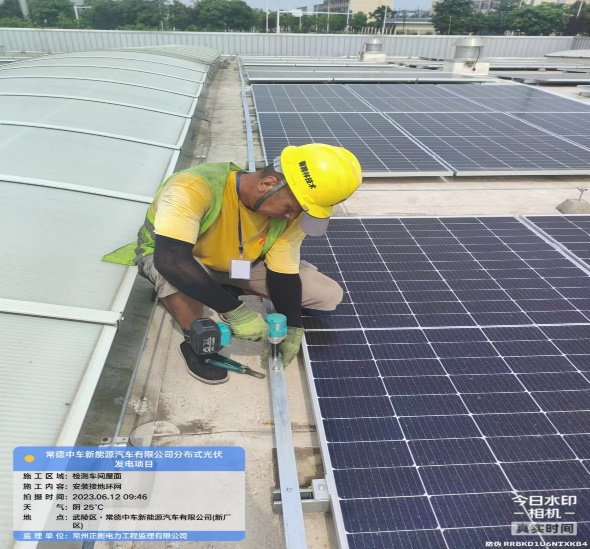 常德中车新能源汽车有限公司分布式光伏
发电项目
施工区域：检测车间屋面
施工内容：安装接地环网
拍摄时间：2023.06.12 09:46
天 气：阴 25℃
地 点：武陵区·常德中车新能源汽车有限公司(新厂
区)
监理单位：常州正衡电力工程监理有限公司
今日水印
-相机-
真实时间
防伪 RRBKD1U6NTXKB4